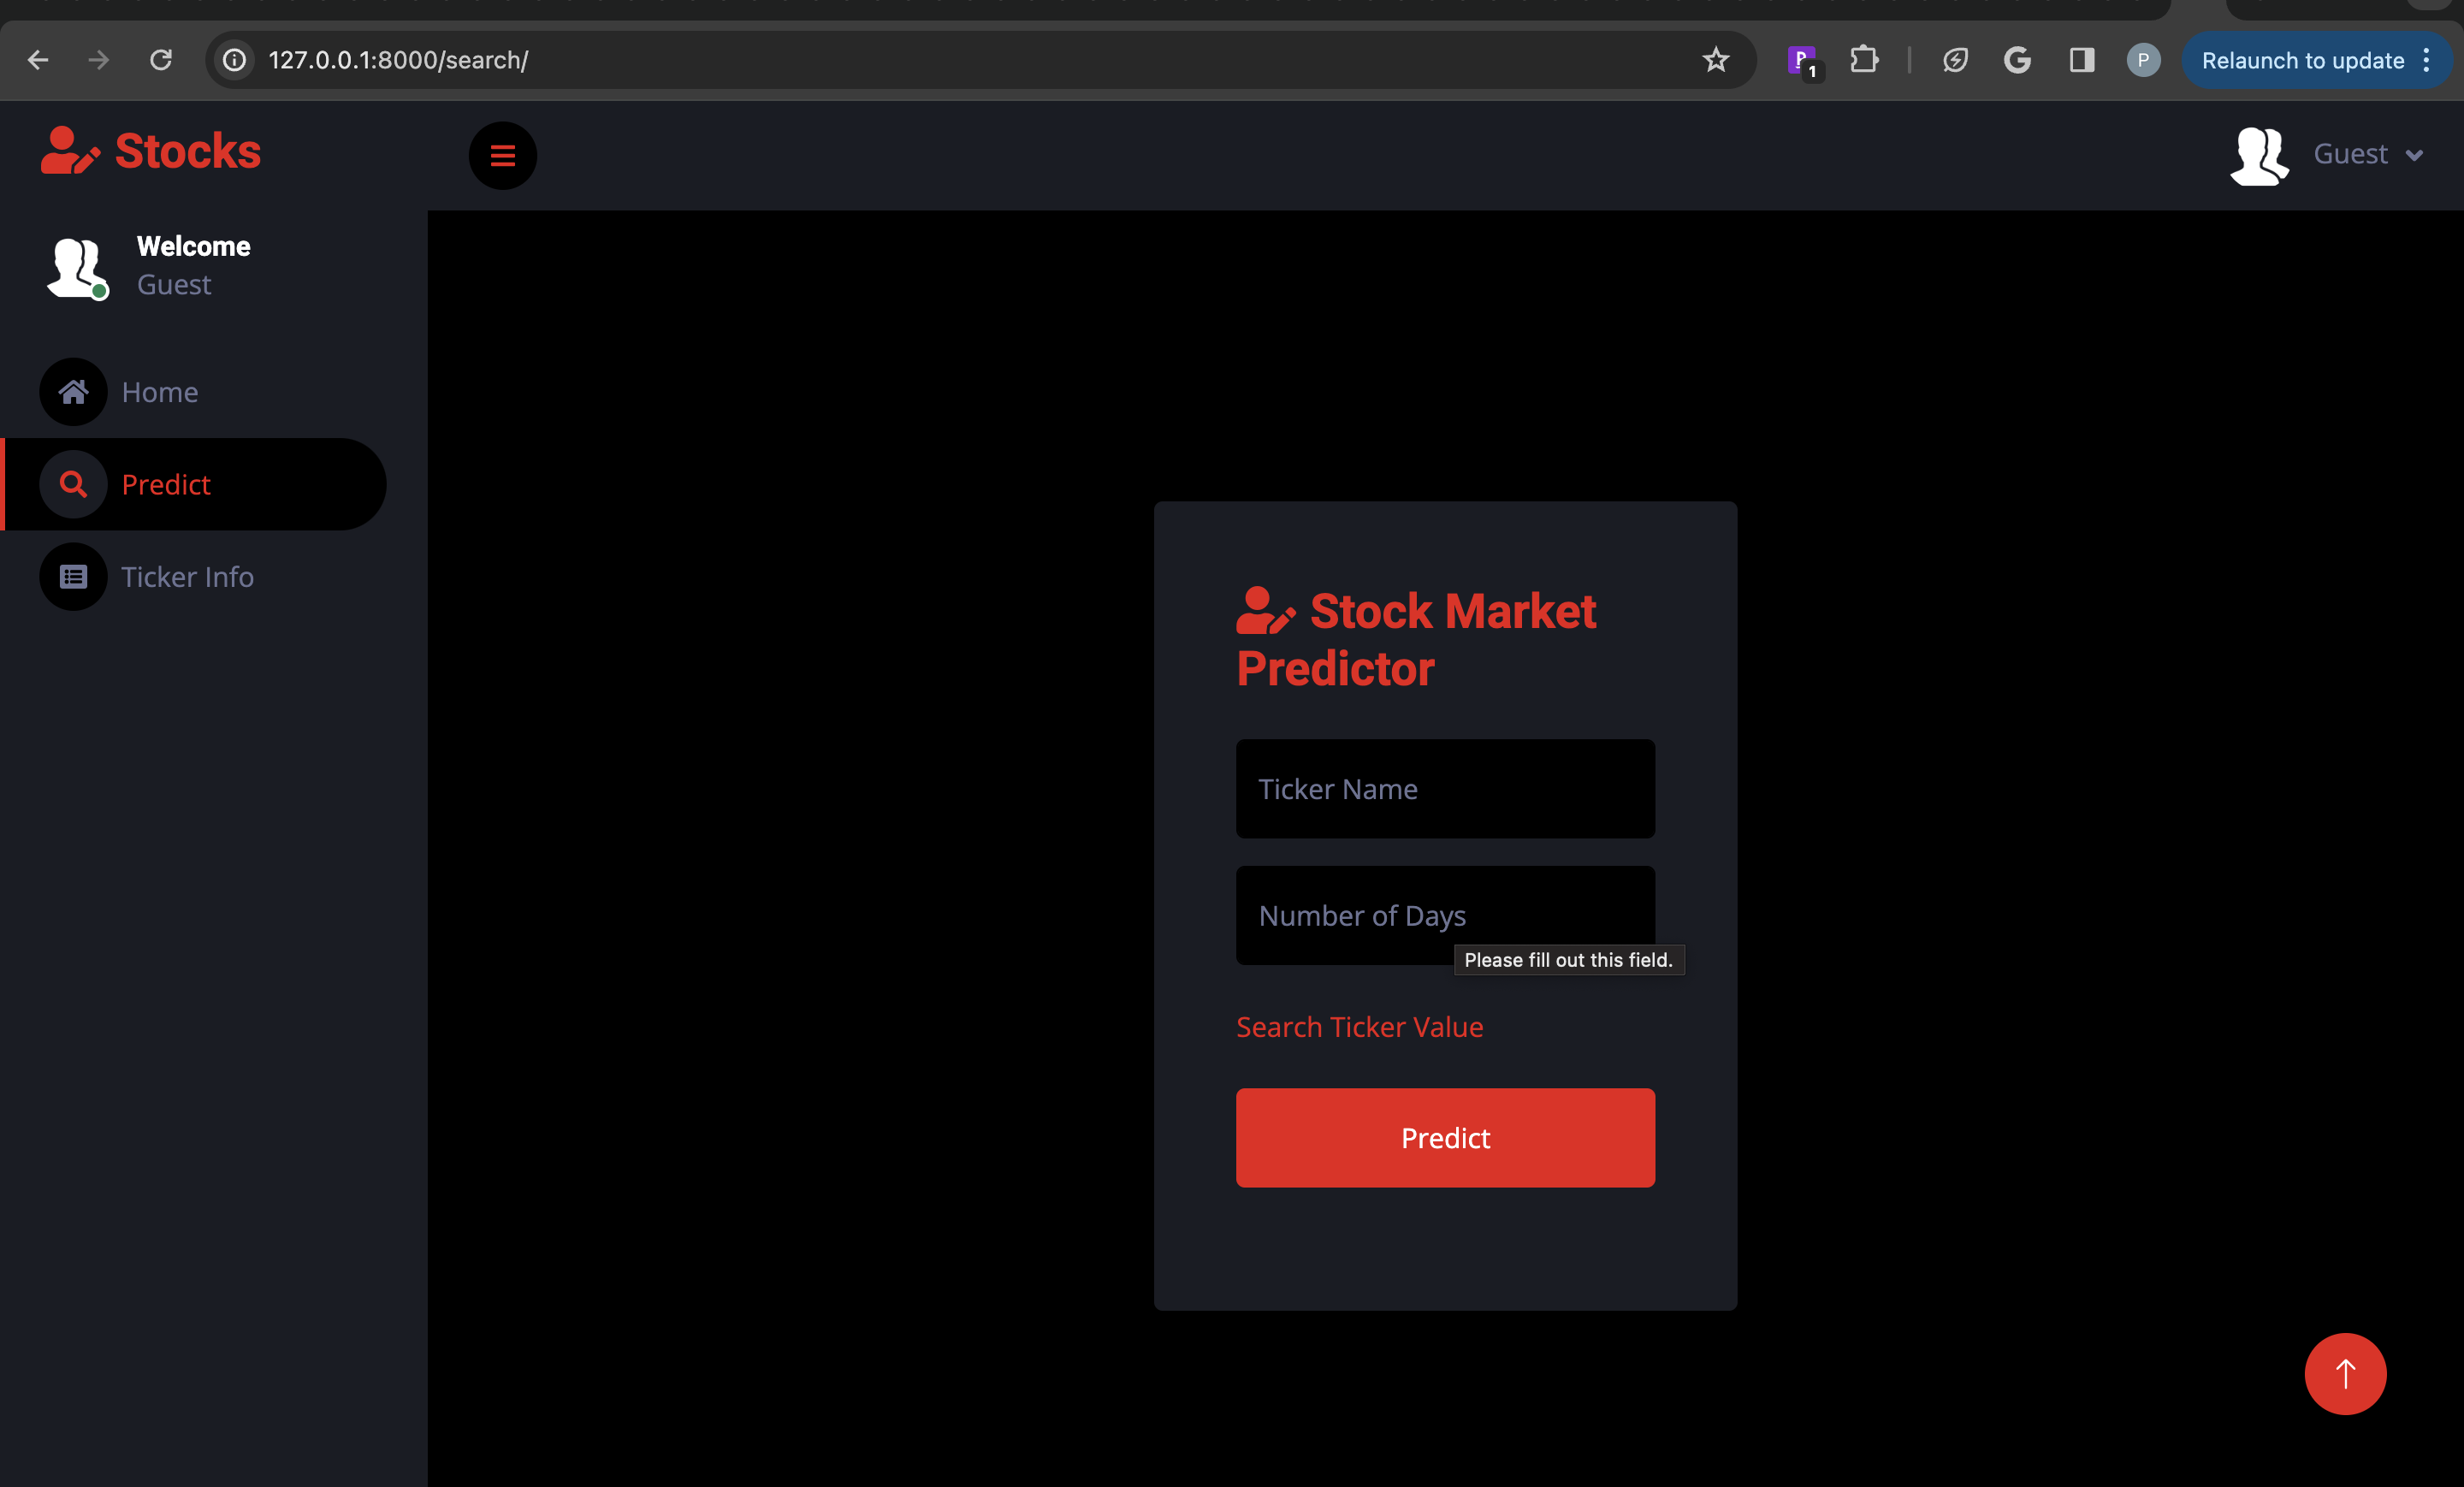 127.0.0.1:8000/search/
1
P
Relaunch to update
Stocks
Guest
Welcome
Guest
Home
Predict
Ticker Info
Stock Market
Predictor
Ticker Name
Number of Days
Please fill out this field.
Search Ticker Value
Predict